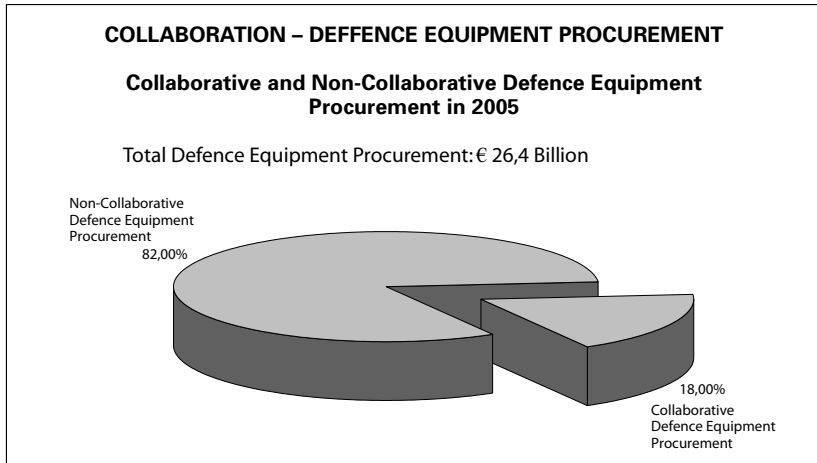 COLLABORATION – DEFFENCE EQUIPMENT PROCUREMENT
Collaborative and Non-Collaborative Defence Equipment
Procurement in 2005
Total Defence Equipment Procurement: € 26,4 Billion
Non-Collaborative
Defence Equipment
Procurement
82,00%
18,00%
Collaborative
Defence Equipment
Procurement